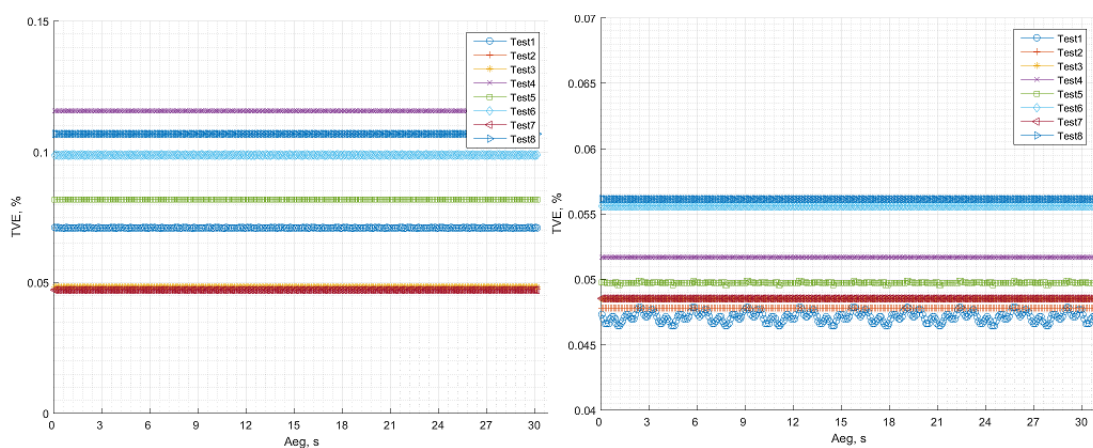 0.15
0.1
0.05
0
TVE, %
0 3 6 9 12 15 18 21 24 27 30
Aeg, s
Test1
Test2
Test3
Test4
Test5
Test6
Test7
Test8
0.07
0.065
0.06
0.055
0.05
0.045
0.04
TVE, %
0 3 6 9 12 15 18 21 24 27 30
Aeg, s
Test1
Test2
Test3
Test4
Test5
Test6
Test7
Test8